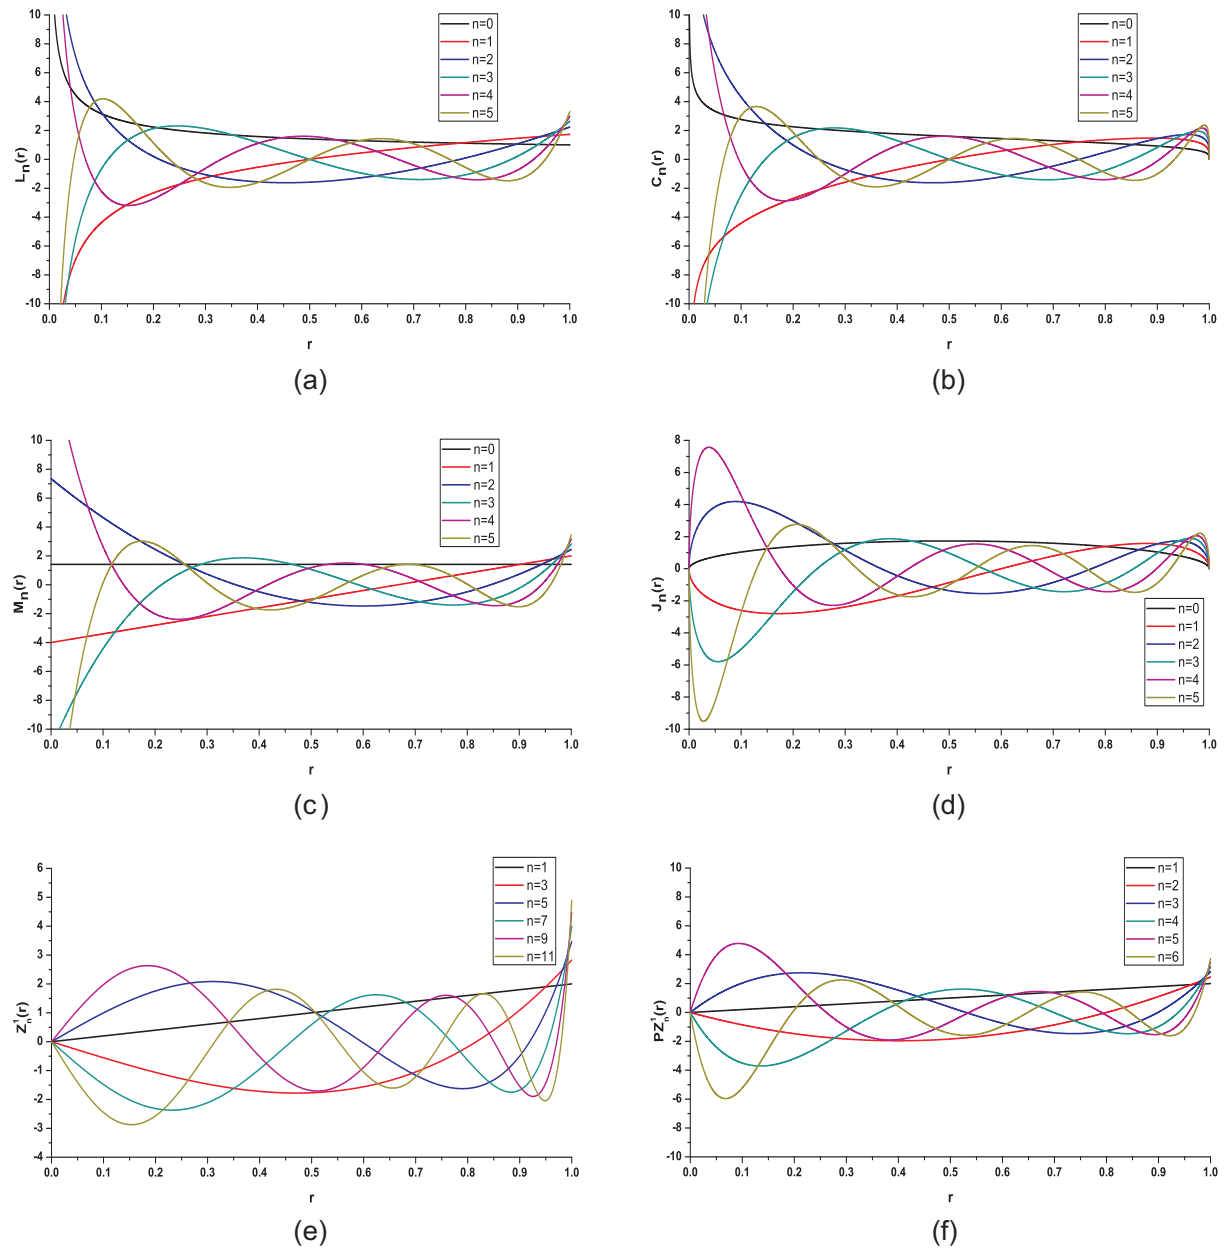 n=0
n=1
n=2
n=3
n=4
n=5
10
8
6
4
2
0
-2
-4
-6
-8
-10
Ln(r)
0.0 0.1 0.2 0.3 0.4 0.5 0.6 0.7 0.8 0.9 1.0
r
(a)
n=0
n=1
n=2
n=3
n=4
n=5
10
8
6
4
2
0
-2
-4
-6
-8
-10
Cn(r)
0.0 0.1 0.2 0.3 0.4 0.5 0.6 0.7 0.8 0.9 1.0
r
(b)
n=0
n=1
n=2
n=3
n=4
n=5
10
8
6
4
2
0
-2
-4
-6
-8
-10
Mn(r)
0.0 0.1 0.2 0.3 0.4 0.5 0.6 0.7 0.8 0.9 1.0
r
(c)
8
6
4
2
0
-2
-4
-6
-8
-10
Jn(r)
n=0
n=1
n=2
n=3
n=4
n=5
0.0 0.1 0.2 0.3 0.4 0.5 0.6 0.7 0.8 0.9 1.0
r
(d)
n=1
n=3
n=5
n=7
n=9
n=11
6
5
4
3
2
1
0
-1
-2
-3
-4
Zn1(r)
0.0 0.1 0.2 0.3 0.4 0.5 0.6 0.7 0.8 0.9 1.0
r
(e)
n=1
n=2
n=3
n=4
n=5
n=6
10
8
6
4
2
0
-2
-4
-6
-8
-10
PZn1(r)
0.0 0.1 0.2 0.3 0.4 0.5 0.6 0.7 0.8 0.9 1.0
r
(f)